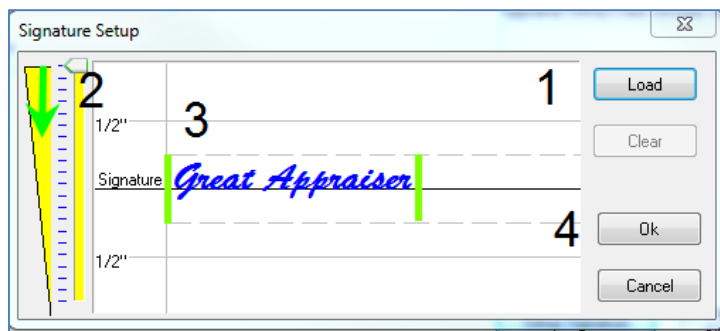 Signature Setup
1
Load
2
1/2"
3
Clear
Signature
Great Appraiser
4
Ok
1/2"
Cancel